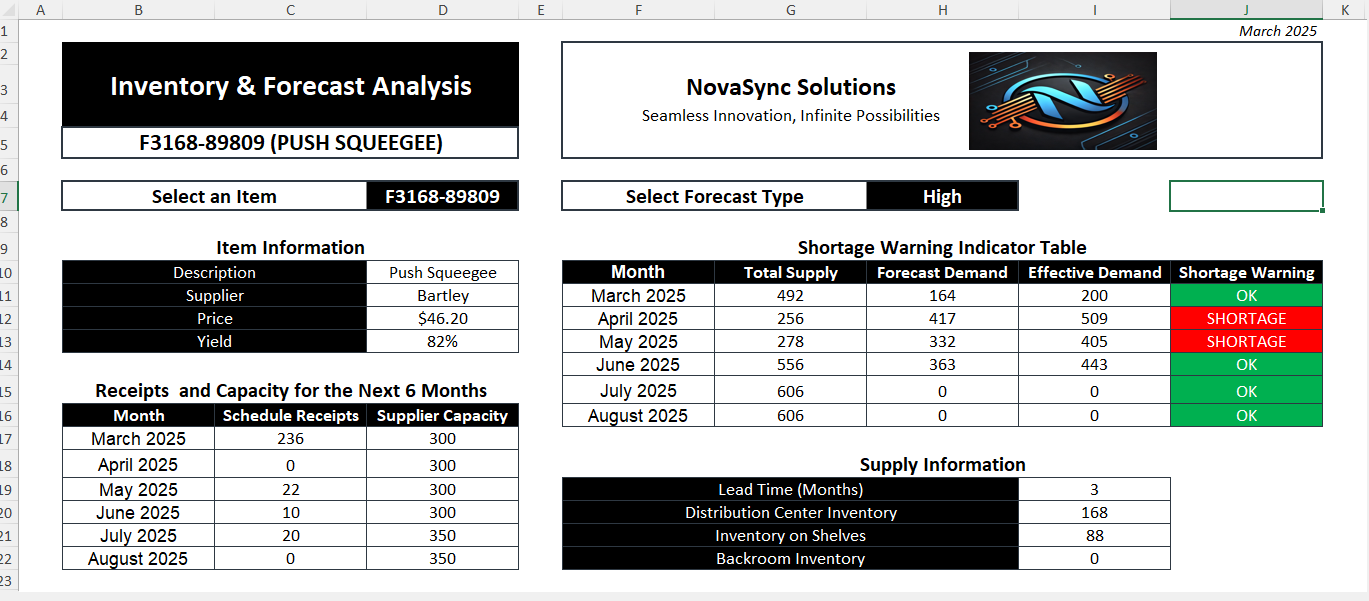 A B C D E F G H I J K
1 March 2025
2
3 Inventory & Forecast Analysis NovaSync Solutions
4 Seamless Innovation, Infinite Possibilities
5 F3168-89809 (PUSH SQUEEGEE)
6
7 Select an Item F3168-89809 Select Forecast Type High
8
9 Item Information Shortage Warning Indicator Table
10 Description Push Squeegee Month Total Supply Forecast Demand Effective Demand Shortage Warning
11 Supplier Bartley March 2025 492 164 200 OK
12 Price $46.20 April 2025 256 417 509 SHORTAGE
13 Yield 82% May 2025 278 332 405 SHORTAGE
14 June 2025 556 363 443 OK
15 Receipts and Capacity for the Next 6 Months July 2025 606 0 0 OK
16 Month Schedule Receipts Supplier Capacity August 2025 606 0 0 OK
17 March 2025 236 300
18 April 2025 0 300 Supply Information
19 May 2025 22 300 Lead Time (Months) 3
20 June 2025 10 300 Distribution Center Inventory 168
21 July 2025 20 350 Inventory on Shelves 88
22 August 2025 0 350 Backroom Inventory 0
23